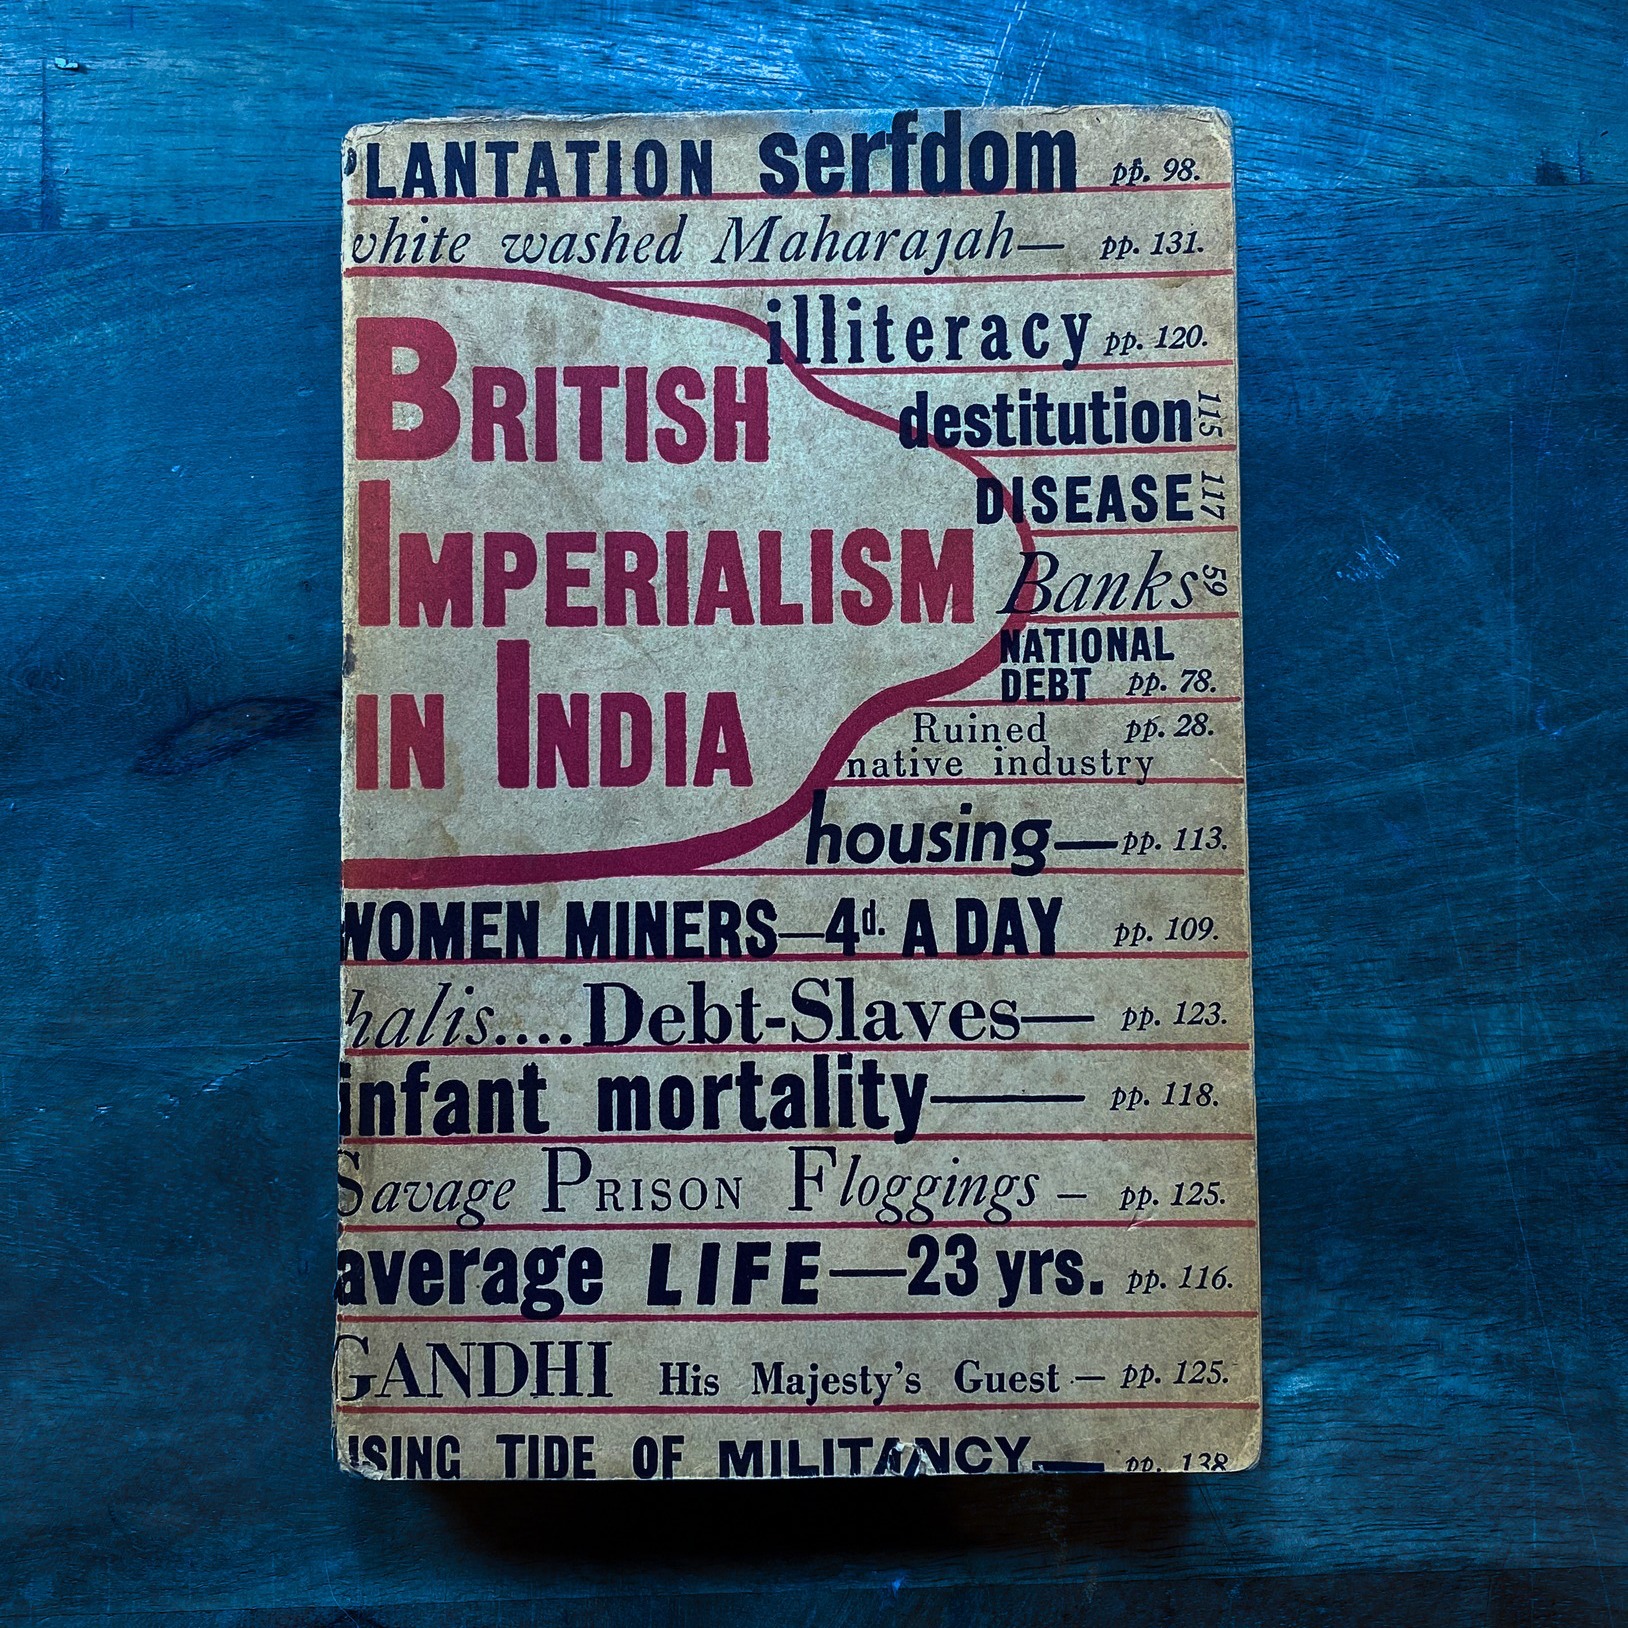 PLANTATION serfdom pp. 98.
white washed Maharajah— pp. 131.
illiteracy pp. 120.
destitution 115
DISEASE 117
Banks 59
NATIONAL
DEBT pp. 78.
Ruined pp. 28.
native industry
BRITISH
IMPERIALISM
IN INDIA
housing— pp. 113.
WOMEN MINERS—4d. A DAY pp. 109.
halis....Debt-Slaves— pp. 123.
infant mortality— pp. 118.
Savage PRISON Floggings – pp. 125.
average LIFE—23 yrs. pp. 116.
GANDHI His Majesty's Guest — pp. 125.
ISING TIDE OF MILITANCY— pp. 138